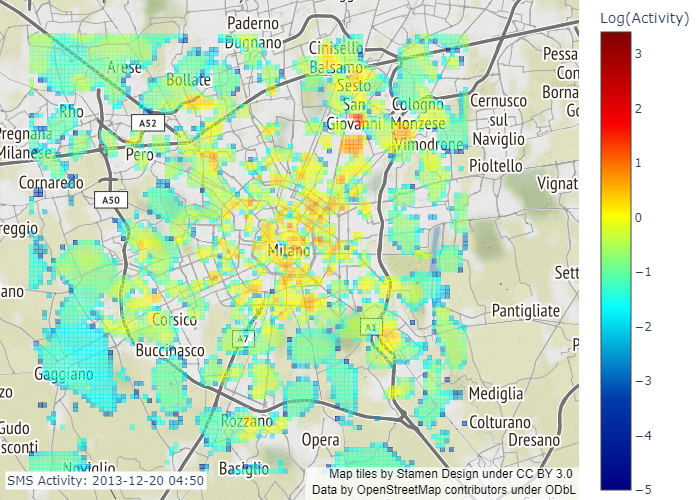 Log(Activity)
3
2
1
0
−1
−2
−3
−4
−5
Paderno
Dugnano
Cinisello
Balsamo
Sesto
San
Giovanni
Arese
Bollate
Rho
A52
Pregnana
Milanese
Pero
Cologno
Monzese
Vimodrone
Cernusco
sul
Naviglio
Pessa
Con
Borna
Go
Pioltello
Cornaredo
A50
Vignat
reggio
Milano
Sett
ano
Pantigliate
Corsico
A7
A1
Buccinasco
P
Gaggiano
zo
Mediglia
Rozzano
Colturano
Gudo
sconti
Opera
Dresano
Noviglio
Basiglio
SMS Activity: 2013-12-20 04:50
Map tiles by Stamen Design under CC BY 3.0
Data by OpenStreetMap contributors under ODbL